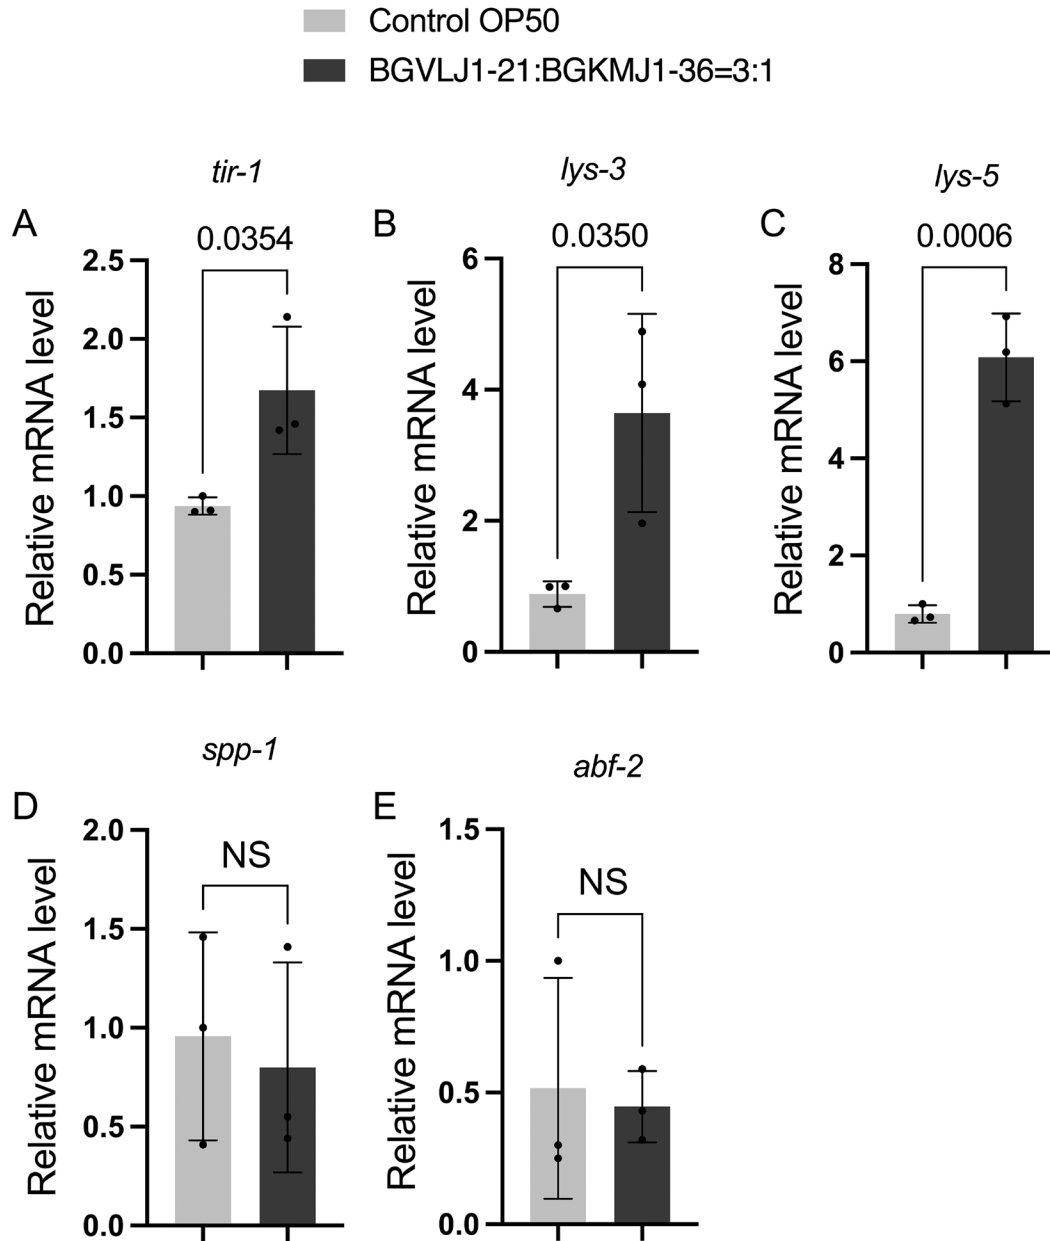 Control OP50
BGVLJ1-21:BGKMJ1-36=3:1
A
tir-1
0.0354
Relative mRNA level
2.5
2.0
1.5
1.0
0.5
0.0
B
lys-3
0.0350
Relative mRNA level
6
4
2
0
C
lys-5
0.0006
Relative mRNA level
8
6
4
2
0
D
spp-1
NS
Relative mRNA level
2.0
1.5
1.0
0.5
0.0
E
abf-2
NS
Relative mRNA level
1.5
1.0
0.5
0.0